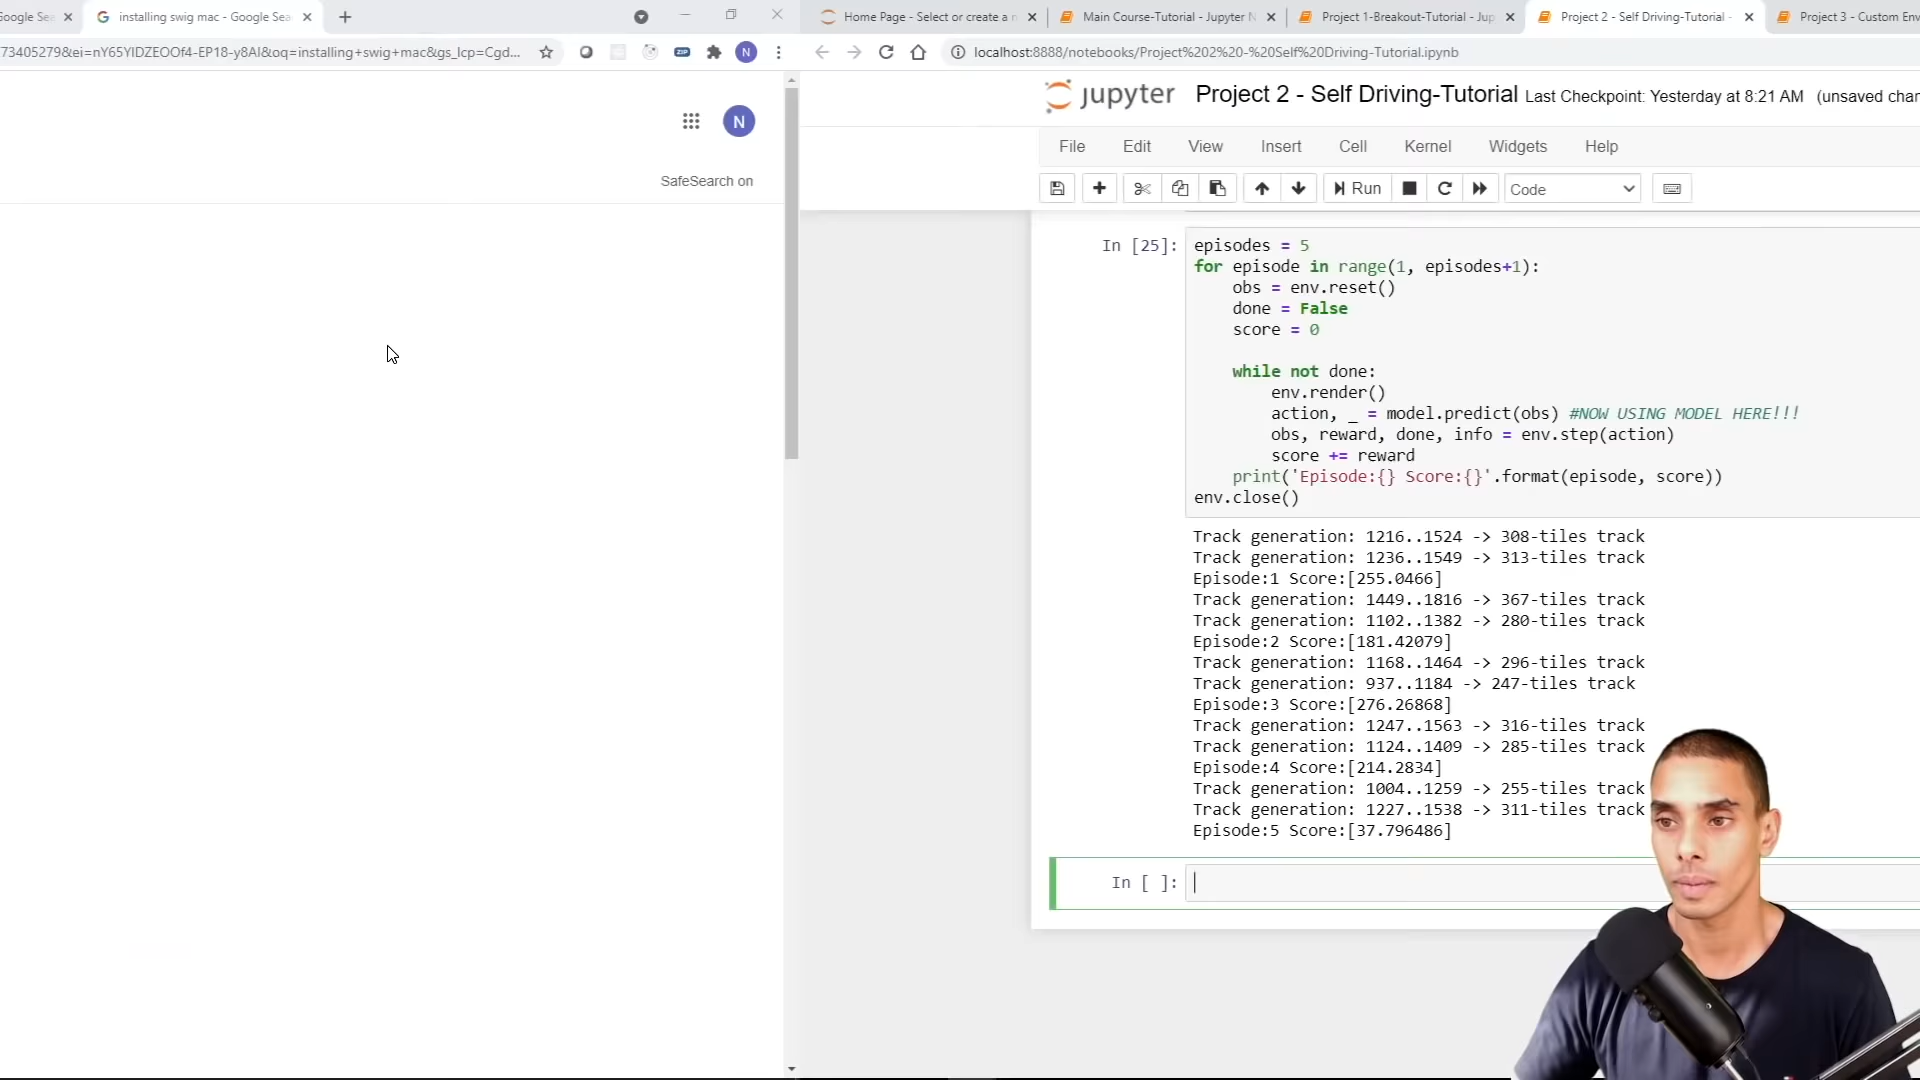 Google Sea
installing swig mac - Google Sea
Home Page - Select or create a n
Main Course-Tutorial - Jupyter N
Project 1-Breakout-Tutorial - Jup
Project 2 - Self Driving-Tutorial -
Project 3 - Custom Env
73405279&ei=nY65YIDZEOOf4-EP18-y8AI&oq=installing+swig+mac&gs_lcp=Cgd...
ZIP
N
localhost:8888/notebooks/Project%202%20-%20Self%20Driving-Tutorial.ipynb
N
SafeSearch on
jupyter Project 2 - Self Driving-Tutorial Last Checkpoint: Yesterday at 8:21 AM (unsaved chan
File Edit View Insert Cell Kernel Widgets Help
Run
Code
In [25]:
episodes = 5
for episode in range(1, episodes+1):
    obs = env.reset()
    done = False
    score = 0
    while not done:
        env.render()
        action, _ = model.predict(obs) #NOW USING MODEL HERE!!!
        obs, reward, done, info = env.step(action)
        score += reward
    print('Episode:{} Score:{}'.format(episode, score))
env.close()
Track generation: 1216..1524 -> 308-tiles track
Track generation: 1236..1549 -> 313-tiles track
Episode:1 Score:[255.0466]
Track generation: 1449..1816 -> 367-tiles track
Track generation: 1102..1382 -> 280-tiles track
Episode:2 Score:[181.42079]
Track generation: 1168..1464 -> 296-tiles track
Track generation: 937..1184 -> 247-tiles track
Episode:3 Score:[276.26868]
Track generation: 1247..1563 -> 316-tiles track
Track generation: 1124..1409 -> 285-tiles track
Episode:4 Score:[214.2834]
Track generation: 1004..1259 -> 255-tiles track
Track generation: 1227..1538 -> 311-tiles track
Episode:5 Score:[37.796486]
In [ ]: